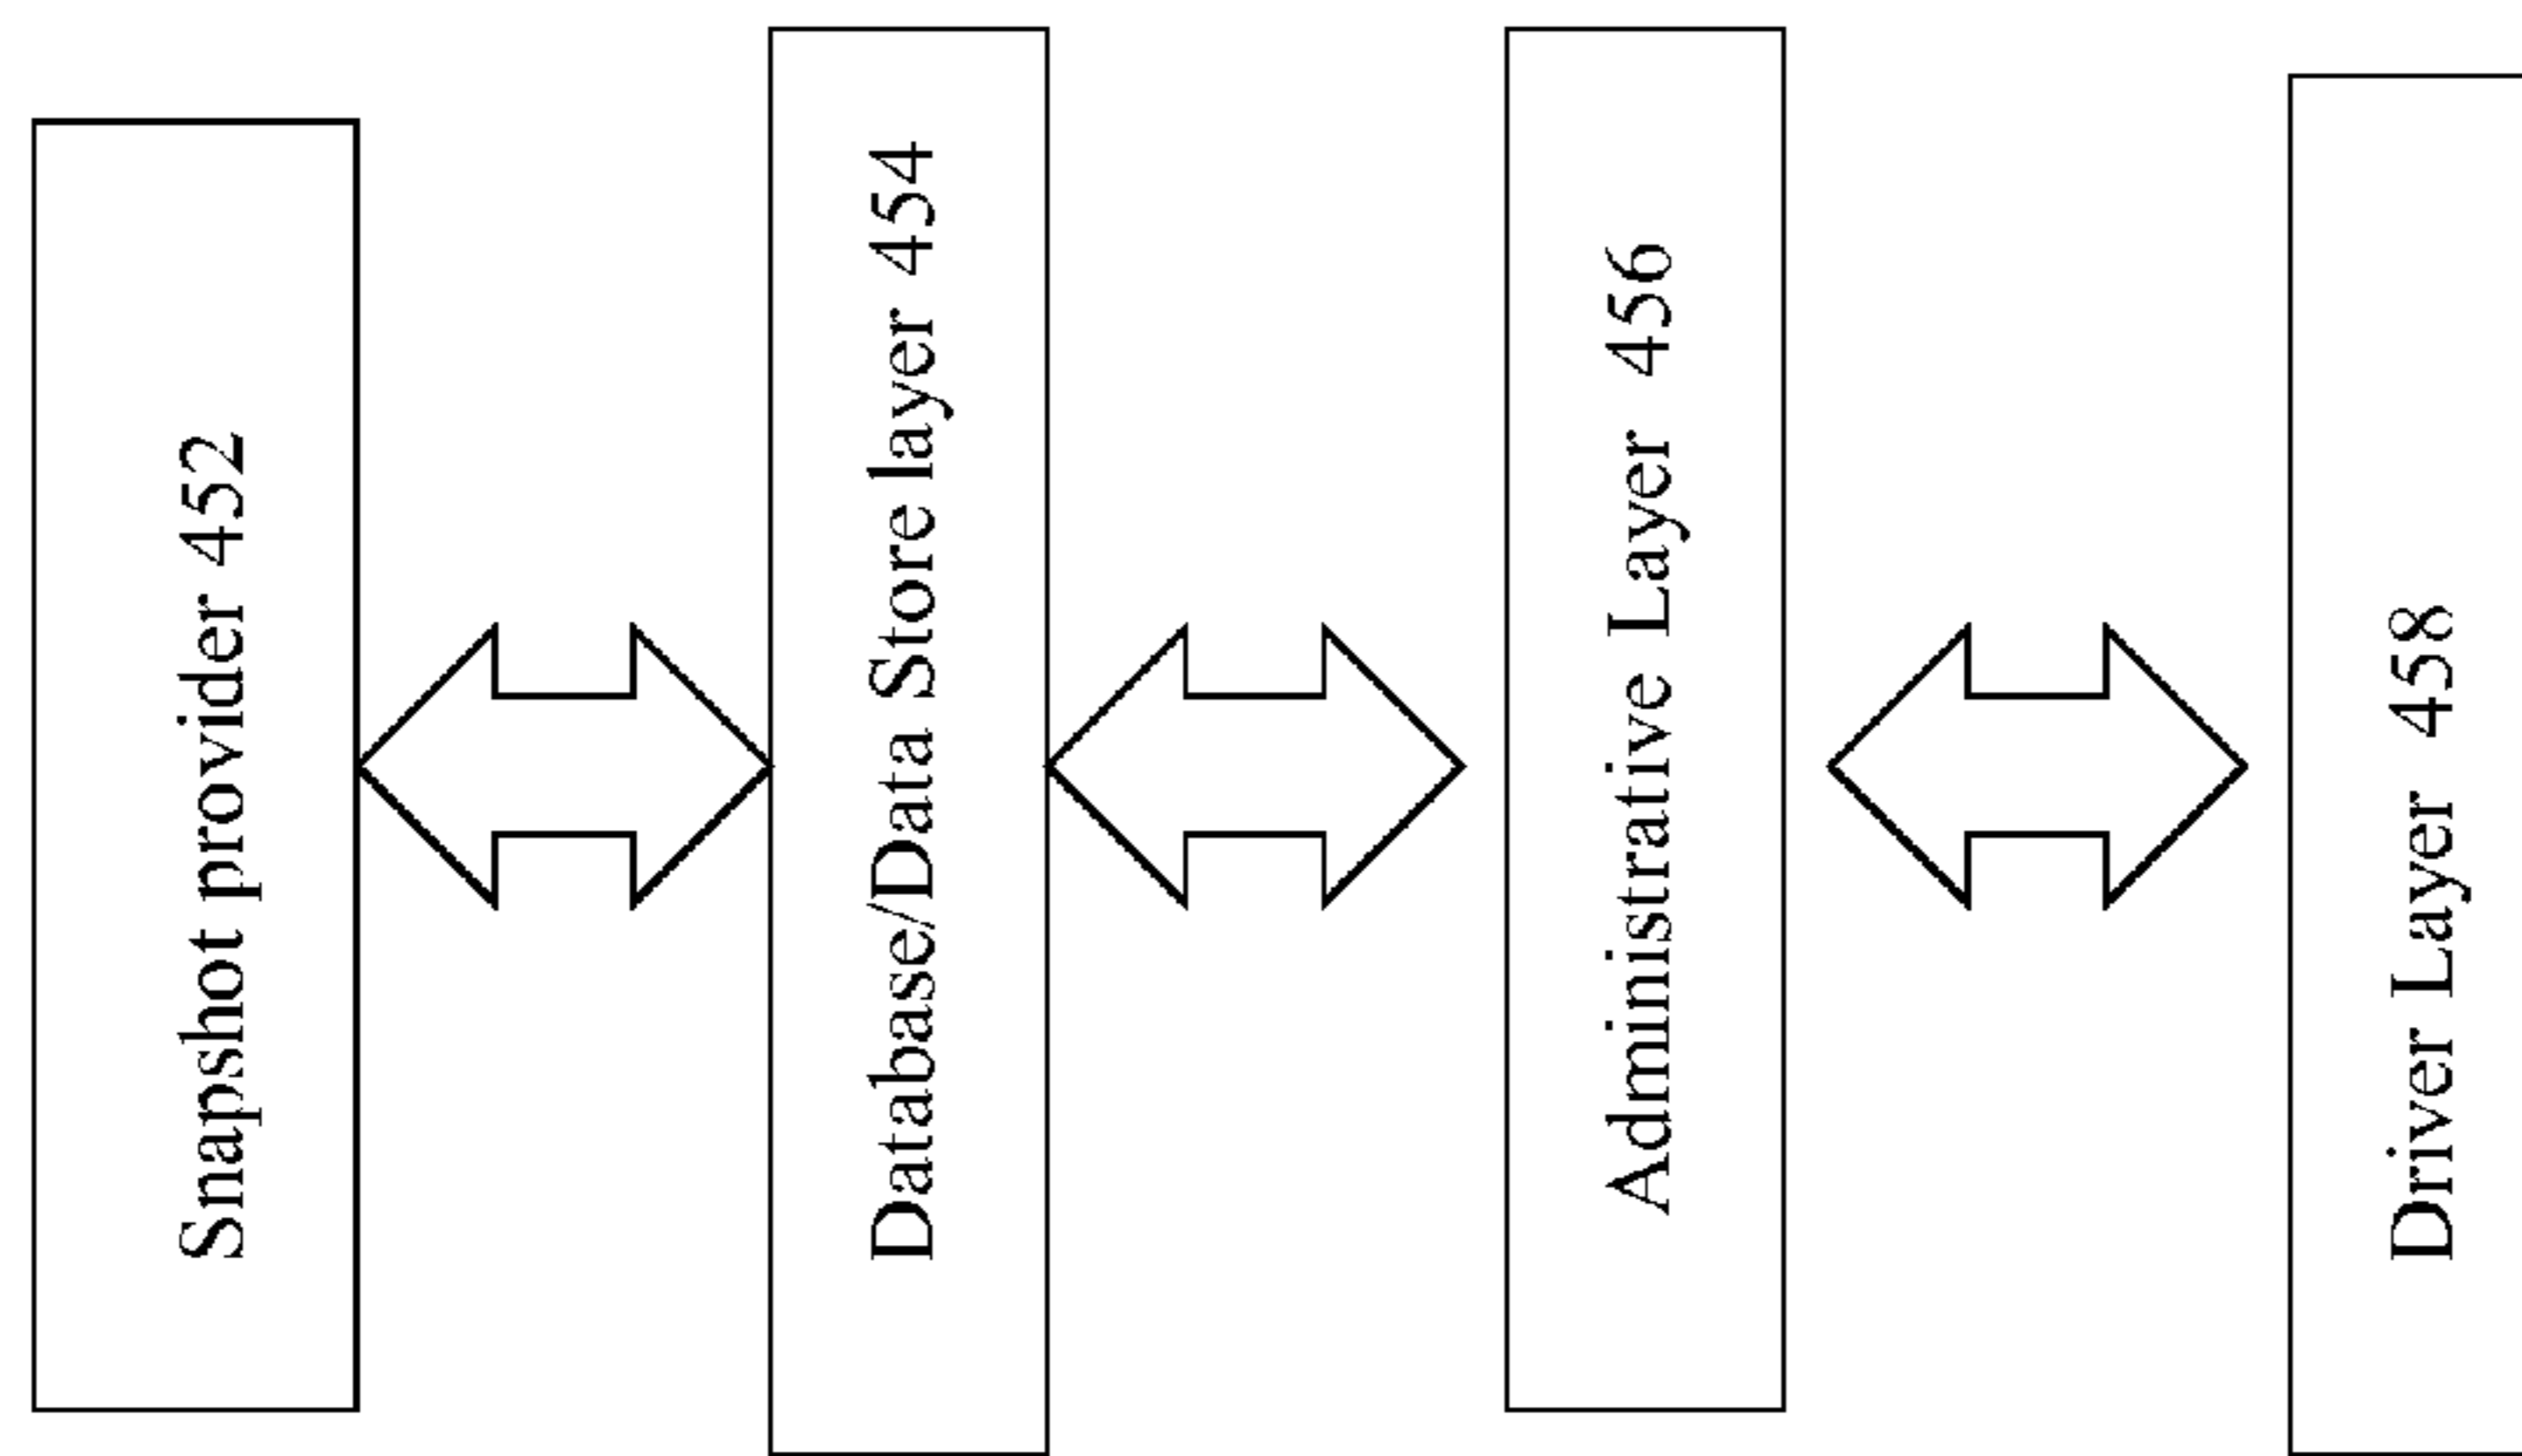 Snapshot provider 452
Database/Data Store layer 454
Administrative Layer 456
Driver Layer 458